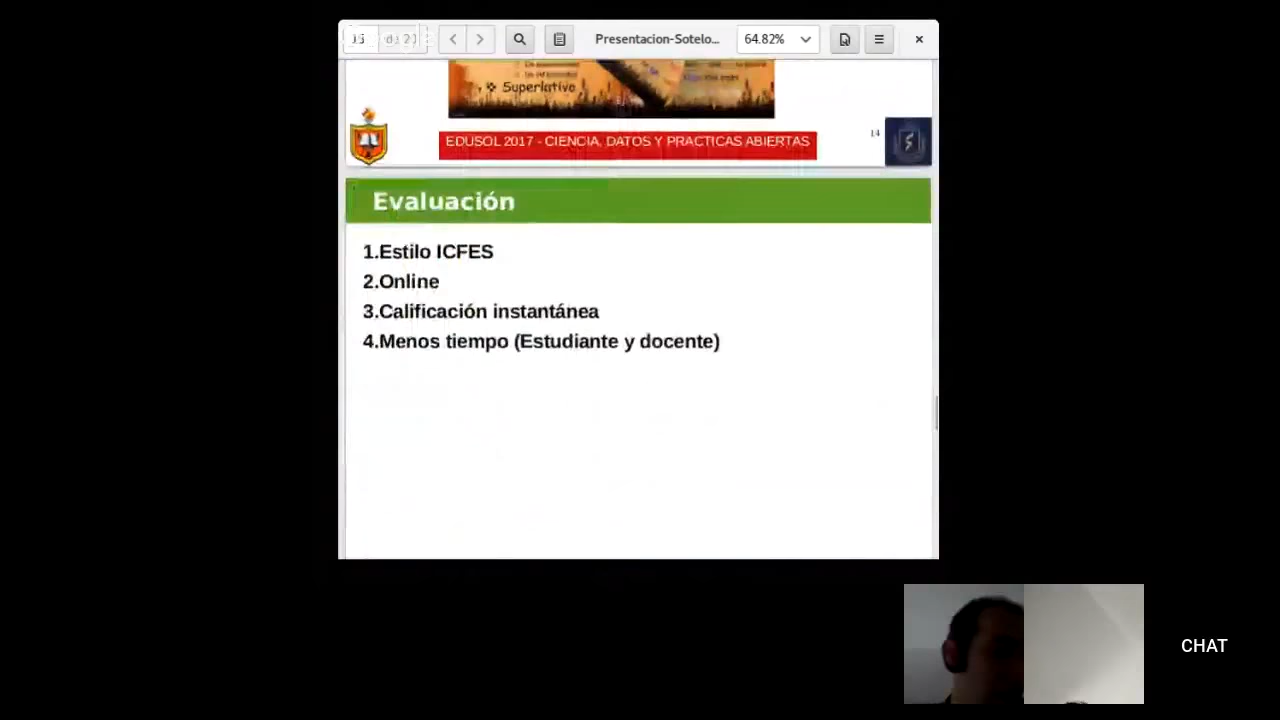 15
Presentacion-Sotelo...
64.82%
Superlativo
EDUSOL 2017 - CIENCIA, DATOS Y PRACTICAS ABIERTAS
14
Evaluación
1.Estilo ICFES
2.Online
3.Calificación instantánea
4.Menos tiempo (Estudiante y docente)
CHAT